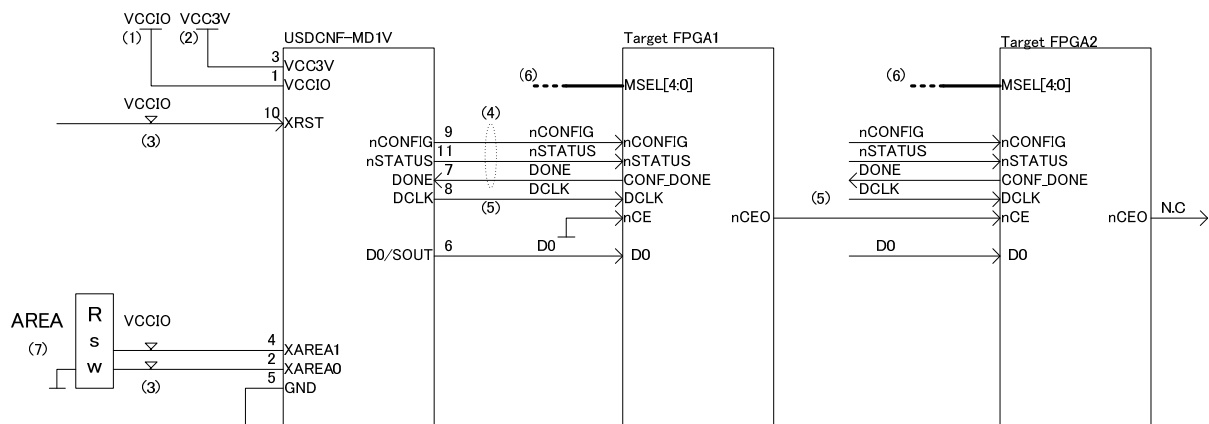 VCCIO VCC3V
(1) (2)
USDCNF-MD1V
Target FPGA1
Target FPGA2
3 VCC3V
1 VCCIO
(6) MSEL[4:0]
(6) MSEL[4:0]
VCCIO
(3)
10 XRST
(4)
nCONFIG 9 nCONFIG nCONFIG
nSTATUS 11 nSTATUS nSTATUS
DONE 7 DONE CONF_DONE
DCLK 8 DCLK DCLK
(5)
nCE
nCEO
D0/SOUT 6 D0 D0
nCONFIG nCONFIG
nSTATUS nSTATUS
DONE CONF_DONE
(5) DCLK DCLK
nCE
nCEO N.C
D0 D0
AREA
(7)
R
s
w
VCCIO
4 XAREA1
2 XAREA0
(3)
5 GND